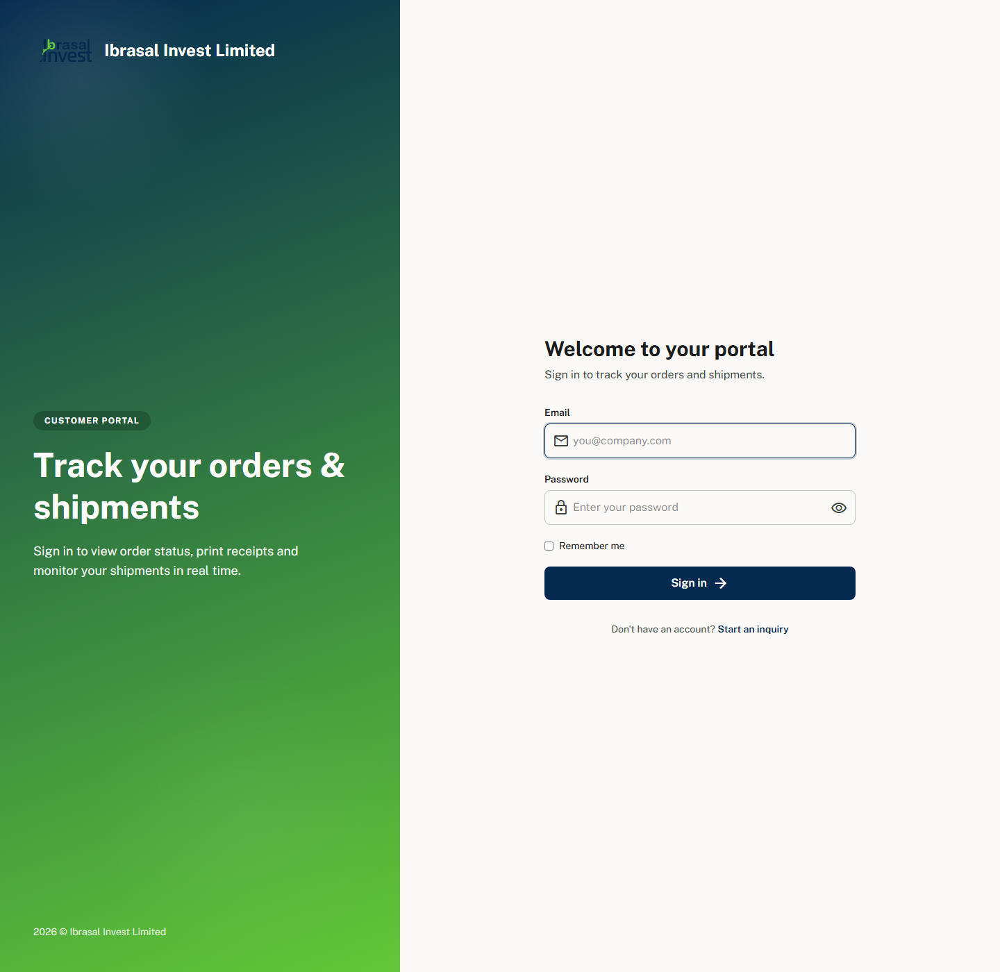 Ibrasal
invest
Ibrasal Invest Limited
CUSTOMER PORTAL
Track your orders &
shipments
Sign in to view order status, print receipts and
monitor your shipments in real time.
2026 © Ibrasal Invest Limited
Welcome to your portal
Sign in to track your orders and shipments.
Email
you@company.com
Password
Enter your password
Remember me
Sign in
Don't have an account? Start an inquiry